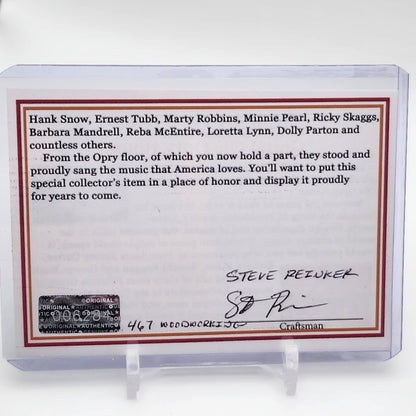 Hank Snow, Ernest Tubb, Marty Robbins, Minnie Pearl, Ricky Skaggs,
Barbara Mandrell, Reba McEntire, Loretta Lynn, Dolly Parton and
countless others.
From the Opry floor, of which you now hold a part, they stood and
proudly sang the music that America loves. You'll want to put this
special collector's item in a place of honor and display it proudly
for years to come.
STEVE REINKER
ORIGINAL
467 WOODWORKING
Craftsman